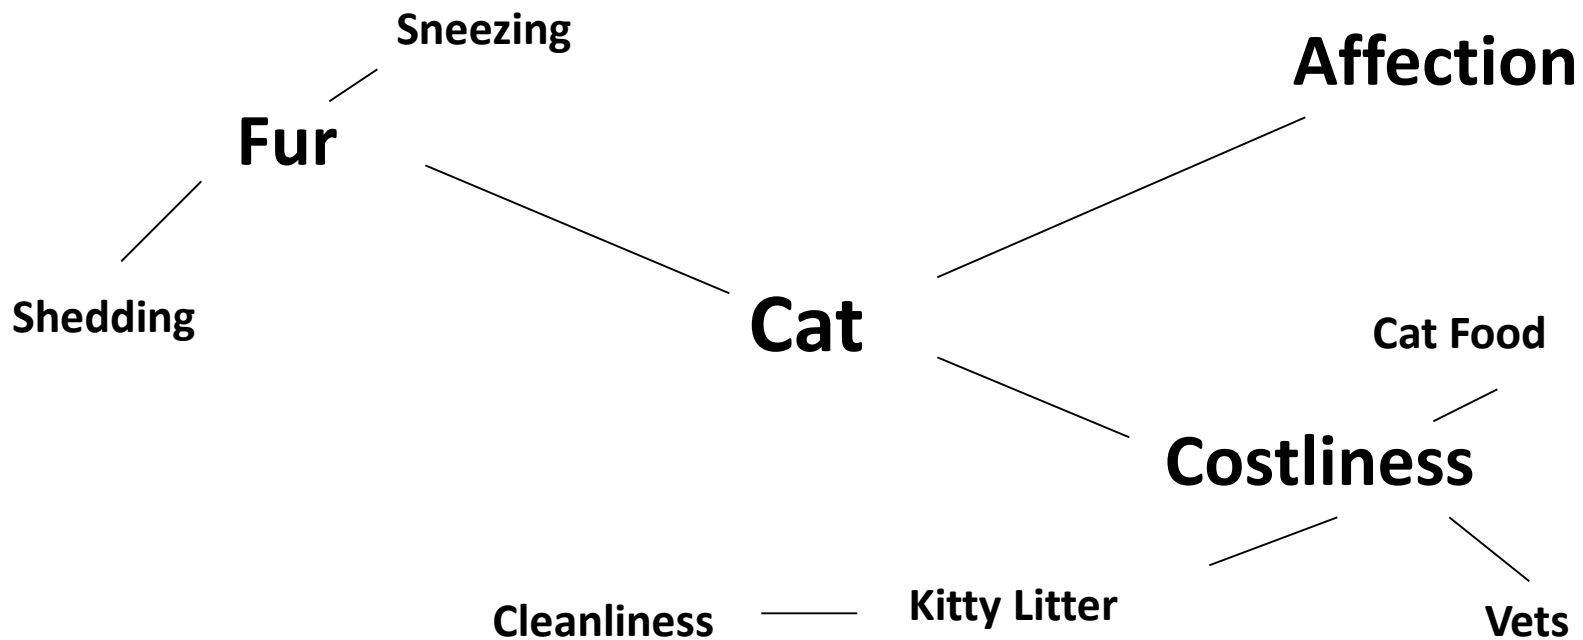 Sneezing
Affection
Fur
Shedding
Cat
Cat Food
Costliness
Kitty Litter
Cleanliness
Vets